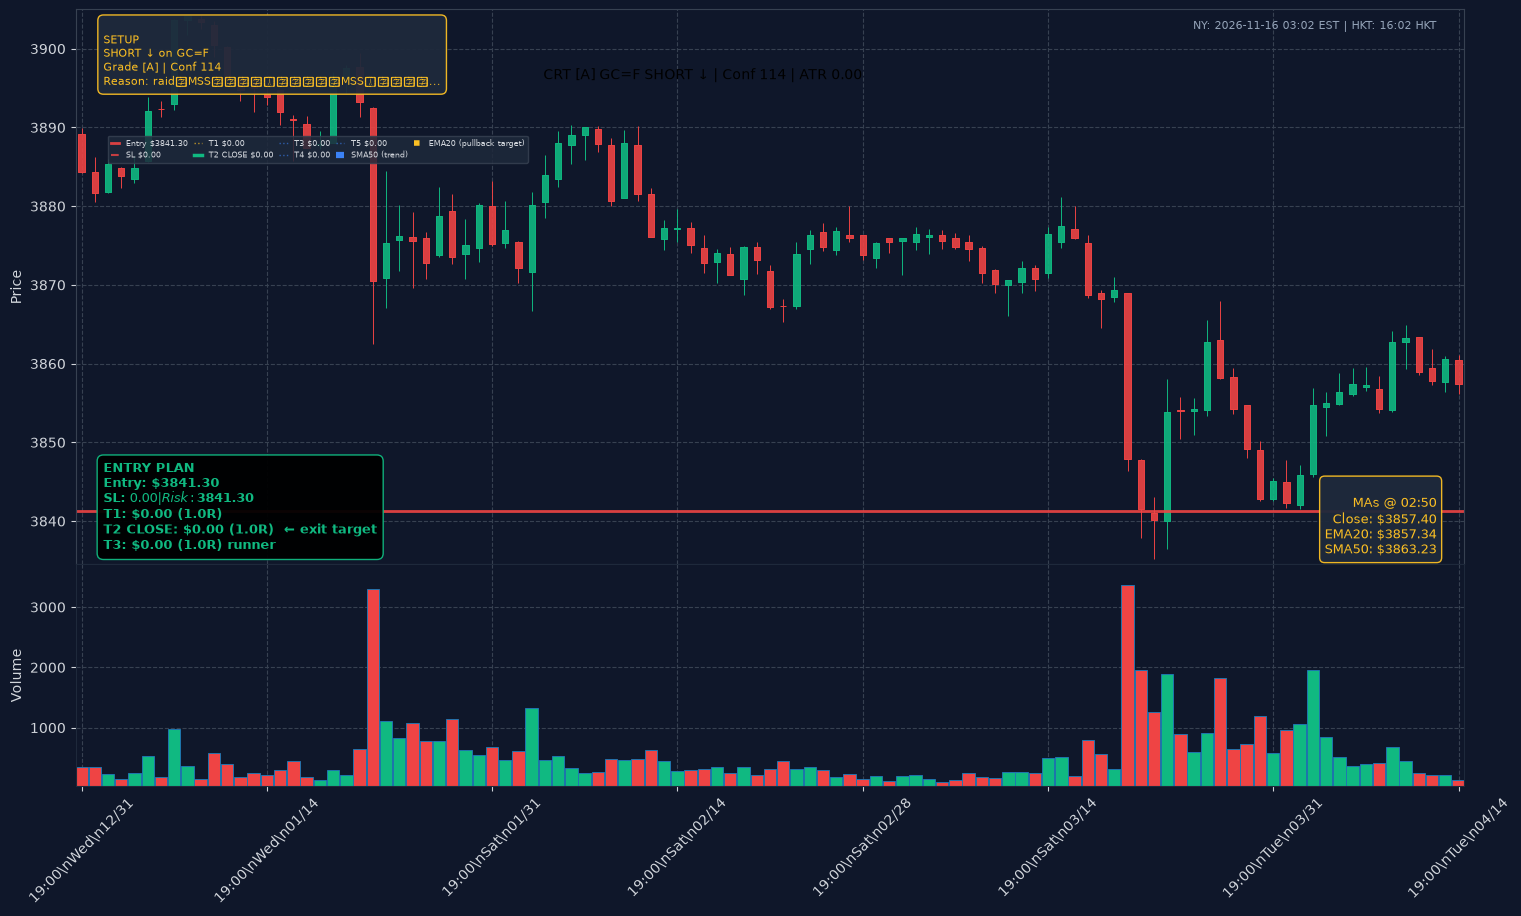 NY: 2026-11-16 03:02 EST | HKT: 16:02 HKT
SETUP
SHORT ↓ on GC=F
Grade [A] | Conf 114
Reason: raid MSS MSS ...
CRT [A] GC=F SHORT ↓ | Conf 114 | ATR 0.00
Entry $3841.30
SL $0.00
T1 $0.00
T2 CLOSE $0.00
T3 $0.00
T4 $0.00
T5 $0.00
SMA50 (trend)
EMA20 (pullback target)
Price
3900
3890
3880
3870
3860
3850
3840
ENTRY PLAN
Entry: $3841.30
SL: 0.00|Risk:3841.30
T1: $0.00 (1.0R)
T2 CLOSE: $0.00 (1.0R) ← exit target
T3: $0.00 (1.0R) runner
MAs @ 02:50
Close: $3857.40
EMA20: $3857.34
SMA50: $3863.23
Volume
3000
2000
1000
19:00\nWed\n12/31
19:00\nWed\n01/14
19:00\nSat\n01/31
19:00\nSat\n02/14
19:00\nSat\n02/28
19:00\nSat\n03/14
19:00\nTue\n03/31
19:00\nTue\n04/14